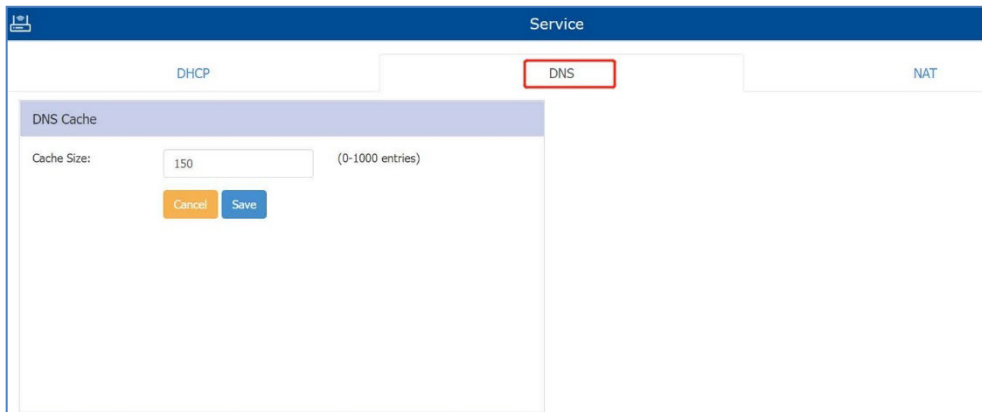 Service
DHCP DNS NAT
DNS Cache
Cache Size: 150 (0-1000 entries)
Cancel Save